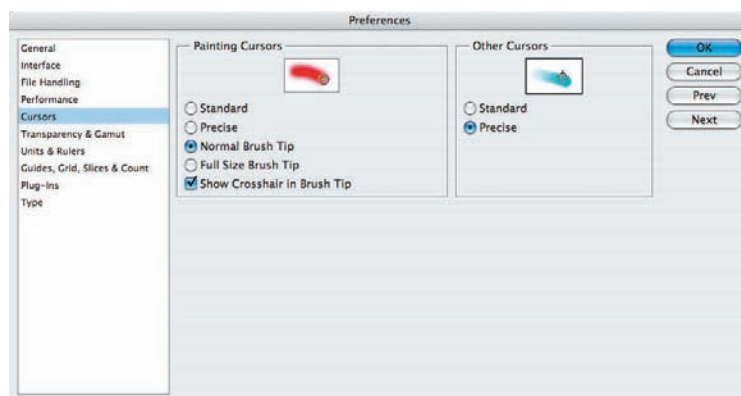 Preferences
General
Interface
File Handling
Performance
Cursors
Transparency & Gamut
Units & Rulers
Guides, Grid, Slices & Count
Plug-Ins
Type
Painting Cursors
Standard
Precise
Normal Brush Tip
Full Size Brush Tip
Show Crosshair in Brush Tip
Other Cursors
Standard
Precise
OK
Cancel
Prev
Next